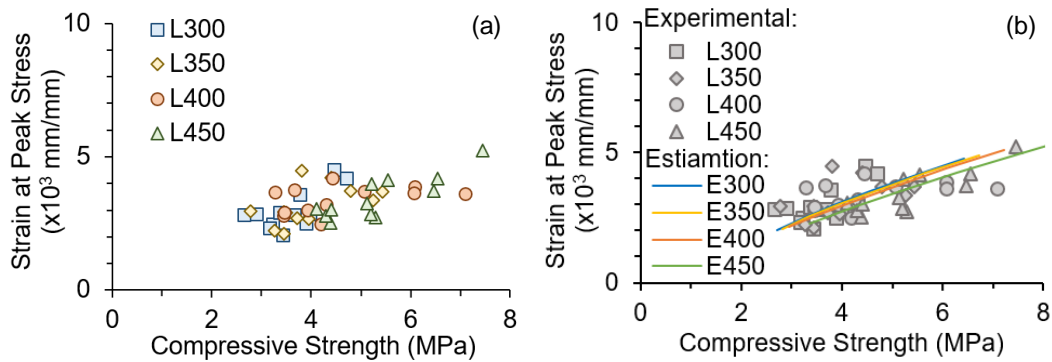 10
5
0
0
2
4
6
8
Strain at Peak Stress
(x10³ mm/mm)
Compressive Strength (MPa)
(a)
L300
L350
L400
L450
10
5
0
0
2
4
6
8
Strain at Peak Stress
(x10³ mm/mm)
Compressive Strength (MPa)
(b)
Experimental:
L300
L350
L400
L450
Estiamtion:
E300
E350
E400
E450